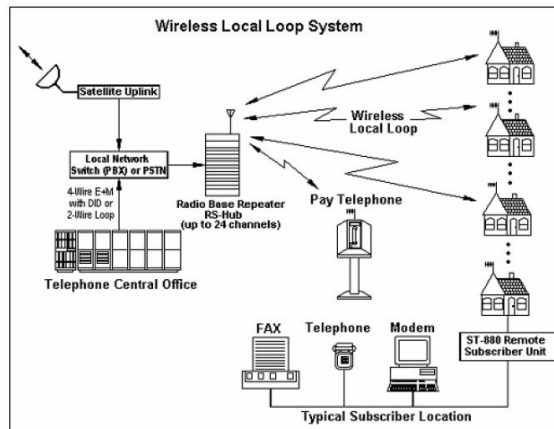 Wireless Local Loop System
Satellite Uplink
Wireless
Local Loop
Local Network
Switch (PBX) or PSTN
4-Wire E+M
with DID or
2-Wire Loop
Radio Base Repeater
RS-Hub
(up to 24 channels)
Pay Telephone
Telephone Central Office
FAX
Telephone
Modem
ST-880 Remote
Subscriber Unit
Typical Subscriber Location